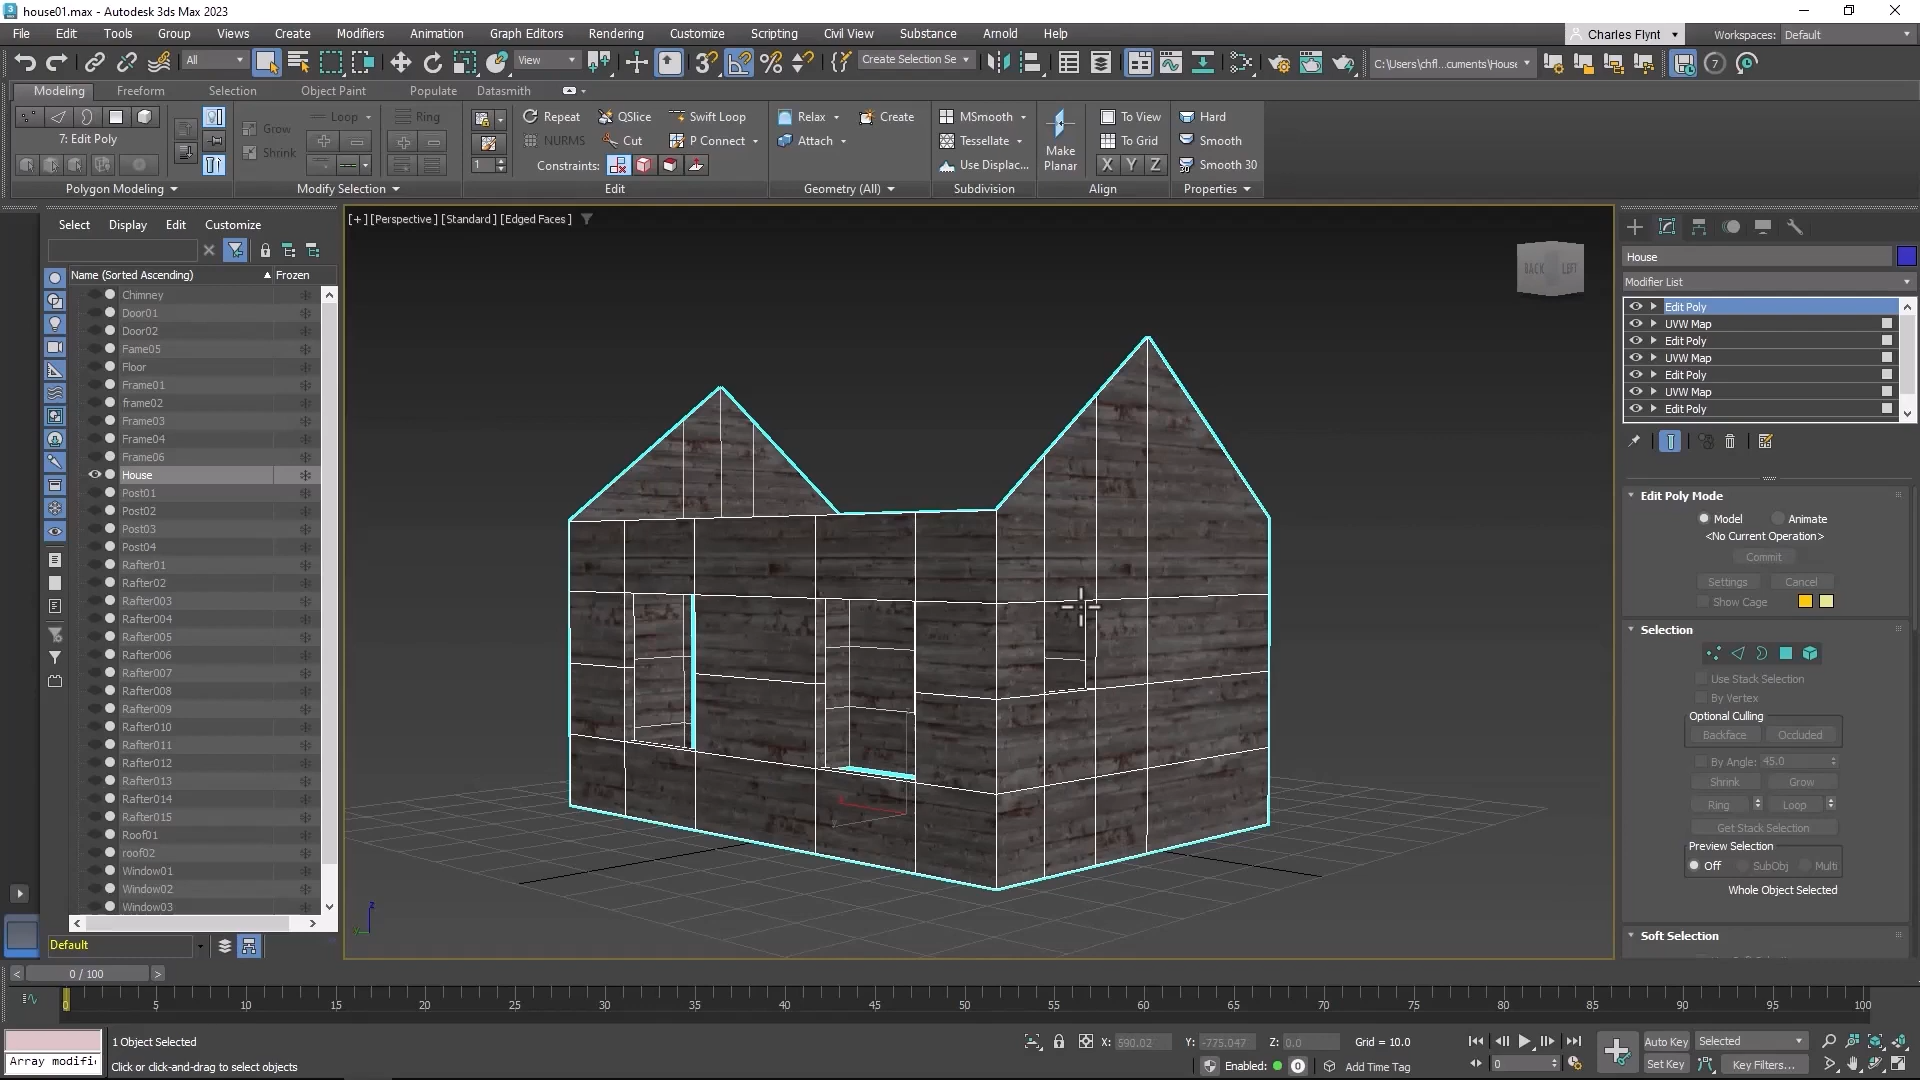 house01.max - Autodesk 3ds Max 2023
File Edit Tools Group Views Create Modifiers Animation Graph Editors Rendering Customize Scripting Civil View Substance Arnold Help
Charles Flynt Workspaces: Default
All View Create Selection Se C:\Users\chfl...cuments\House 7
Modeling Freeform Selection Object Paint Populate Datasmith
7: Edit Poly
Grow Loop Ring
Shrink
Repeat QSlice Swift Loop
NURMS Cut P Connect
1 Constraints:
Relax Create
Attach
MSmooth
Tessellate
Use Displac...
Make
Planar
To View
To Grid
X Y Z
Hard
Smooth
Smooth 30
Polygon Modeling Modify Selection Edit Geometry (All) Subdivision Align Properties
Select Display Edit Customize
Name (Sorted Ascending) Frozen
Chimney
Door01
Door02
Fame05
Floor
Frame01
frame02
Frame03
Frame04
Frame06
House
Post01
Post02
Post03
Post04
Rafter01
Rafter02
Rafter003
Rafter004
Rafter005
Rafter006
Rafter007
Rafter008
Rafter009
Rafter010
Rafter011
Rafter012
Rafter013
Rafter014
Rafter015
Roof01
roof02
Window01
Window02
Window03
Default
[+] [Perspective] [Standard] [Edged Faces]
BACK LEFT
z
House
Modifier List
Edit Poly
UVW Map
Edit Poly
UVW Map
Edit Poly
UVW Map
Edit Poly
Edit Poly Mode
Model Animate
<No Current Operation>
Commit
Settings Cancel
Show Cage
Selection
Use Stack Selection
By Vertex
Optional Culling
Backface Occluded
By Angle: 45.0
Shrink Grow
Ring Loop
Get Stack Selection
Preview Selection
Off SubObj Multi
Whole Object Selected
Soft Selection
< 0 / 100 >
0 5 10 15 20 25 30 35 40 45 50 55 60 65 70 75 80 85 90 95 100
1 Object Selected
Array modifi
Click or click-and-drag to select objects
X: 590.02 Y: -775.047 Z: 0.0 Grid = 10.0
Enabled: 0 Add Time Tag
0
Auto Key Selected
Set Key Key Filters...